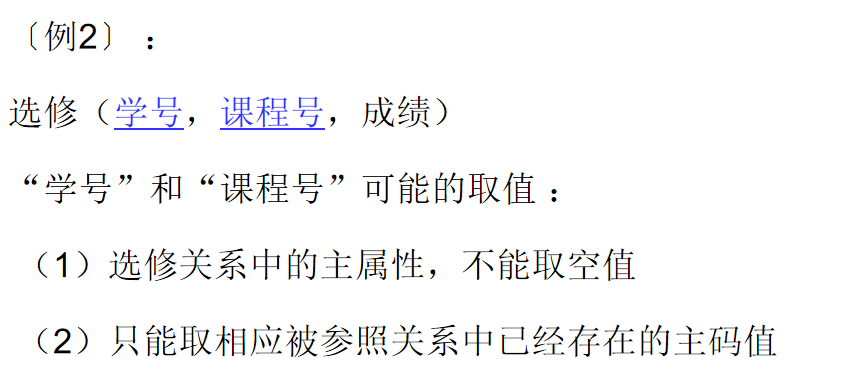 〔例2〕：
选修（学号，课程号，成绩）
“学号”和“课程号”可能的取值：
（1）选修关系中的主属性，不能取空值
（2）只能取相应被参照关系中已经存在的主码值